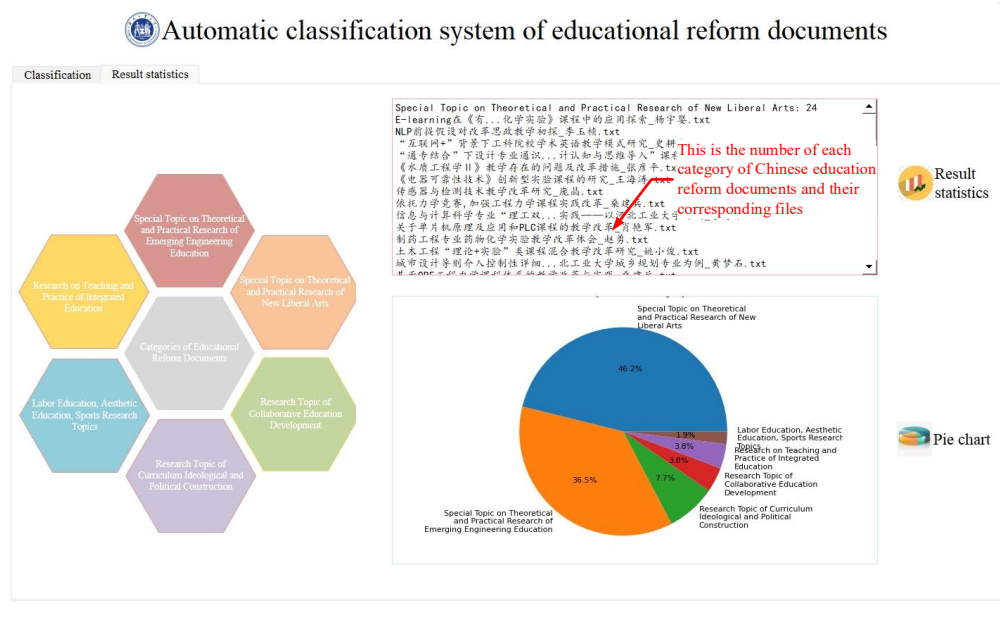 Automatic classification system of educational reform documents
Classification
Result statistics
Special Topic on Theoretical
and Practical Research of
Emerging Engineering
Education
Research on Teaching and
Practice of Integrated
Education
Special Topic on Theoretical
and Practical Research of
New Liberal Arts
Categories of Educational
Reform Documents
Labor Education, Aesthetic
Education, Sports Research
Topics
Research Topic of
Collaborative Education
Development
Research Topic of
Curriculum Ideological and
Political Construction
Special Topic on Theoretical and Practical Research of New Liberal Arts: 24
E-learning在《有...化学实验》课程中的应用探索_杨宇婴.txt
NLP前提假设对改革思政教学初探_李玉桢.txt
“互联网+”背景下工科院校学术英语教学模式研究_史耕
“通专结合”下设计专业通识...计认知与思维导入”课程
《水质工程学Ⅱ》教学存在的问题及改革措施_张彦平.tx
《电器可靠性技术》创新型实验课程的研究_王海涛.txt
传感器与检测技术教学改革研究_庞晶.txt
依托力学竞赛,加强工程力学课程实践改革_桑建兵.txt
信息与计算科学专业“理工双...实践——以河北工业大学
关于单片机原理及应用和PLC课程的教学改革_肖艳军.txt
制药工程专业药物化学实验教学改革体会_赵勇.txt
土木工程“理论+实验”类课程混合教学改革研究_姚小俊.txt
城市设计导则介入控制性详细...北工业大学城乡规划专业为例_黄梦石.txt
This is the number of each
category of Chinese education
reform documents and their
corresponding files
Result
statistics
Special Topic on Theoretical
and Practical Research of New
Liberal Arts
46.2%
36.5%
7.7%
3.8%
3.8%
1.9%
Labor Education, Aesthetic
Education, Sports Research
Topics
Research on Teaching and
Practice of Integrated
Education
Research Topic of
Collaborative Education
Development
Research Topic of Curriculum
Ideological and Political
Construction
Special Topic on Theoretical
and Practical Research of
Emerging Engineering Education
Pie chart